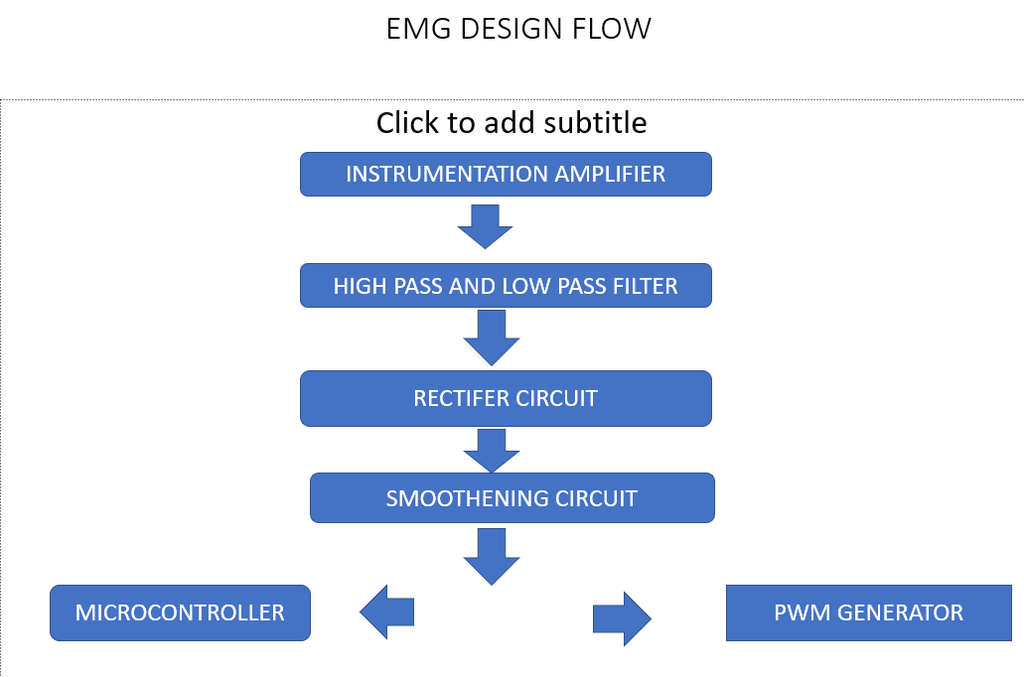 EMG DESIGN FLOW
Click to add subtitle
INSTRUMENTATION AMPLIFIER
HIGH PASS AND LOW PASS FILTER
RECTIFER CIRCUIT
SMOOTHENING CIRCUIT
MICROCONTROLLER
PWM GENERATOR